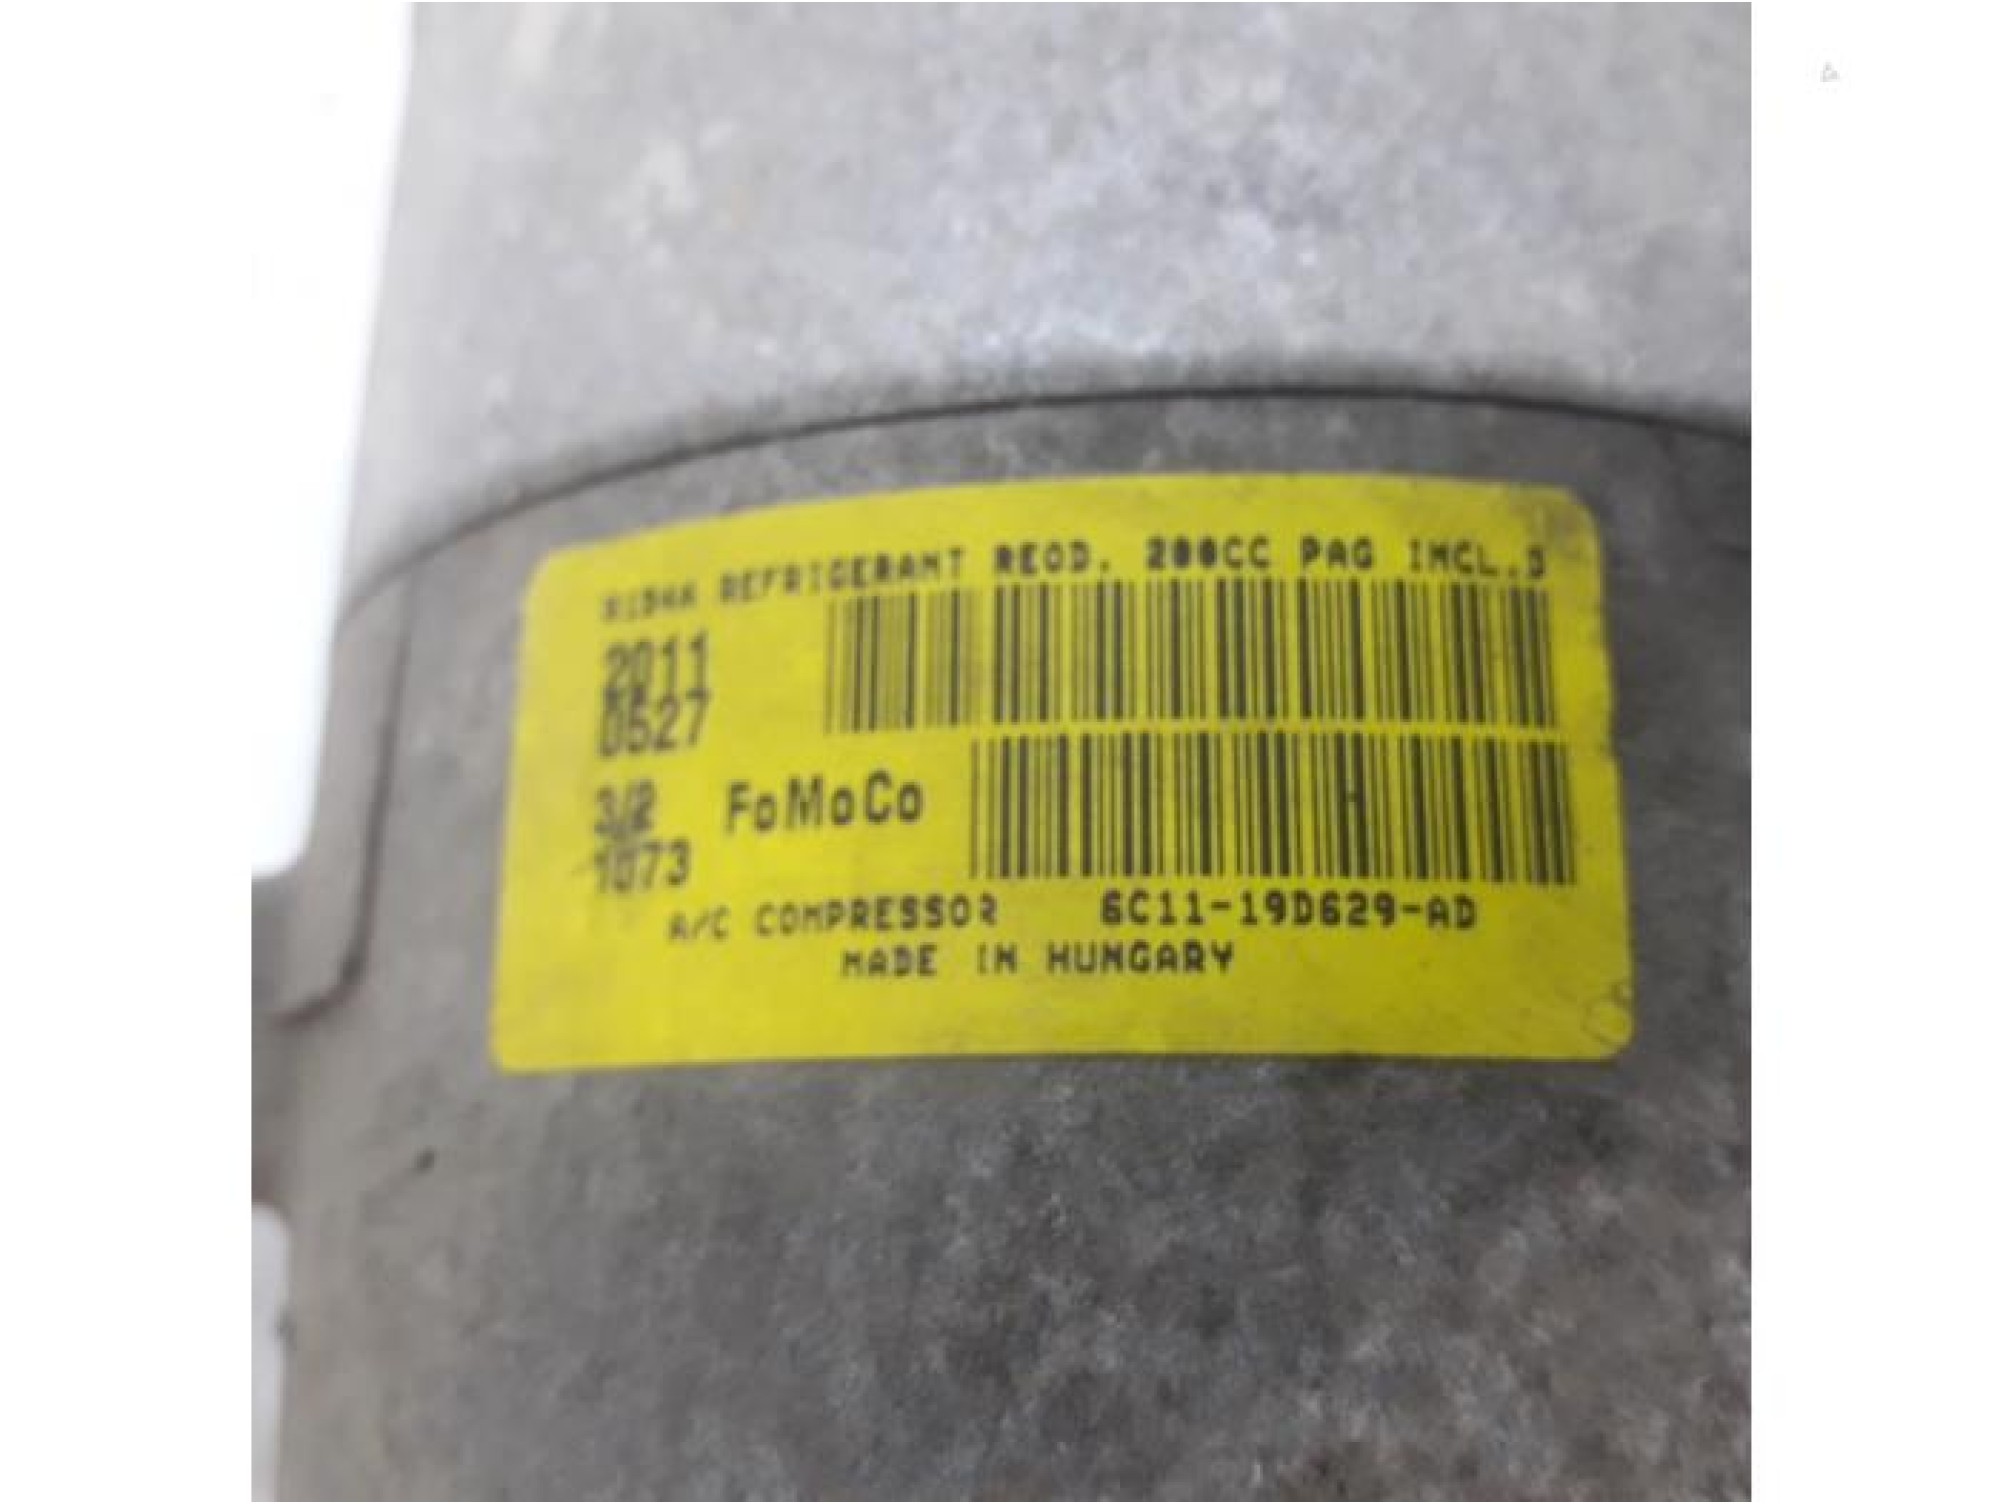 R134A REFRIGERANT REQD. 200CC PAG INCL.D
2011
0527
3/2
1073
FoMoCo
A/C COMPRESSOR 6C11-19D629-AD
MADE IN HUNGARY